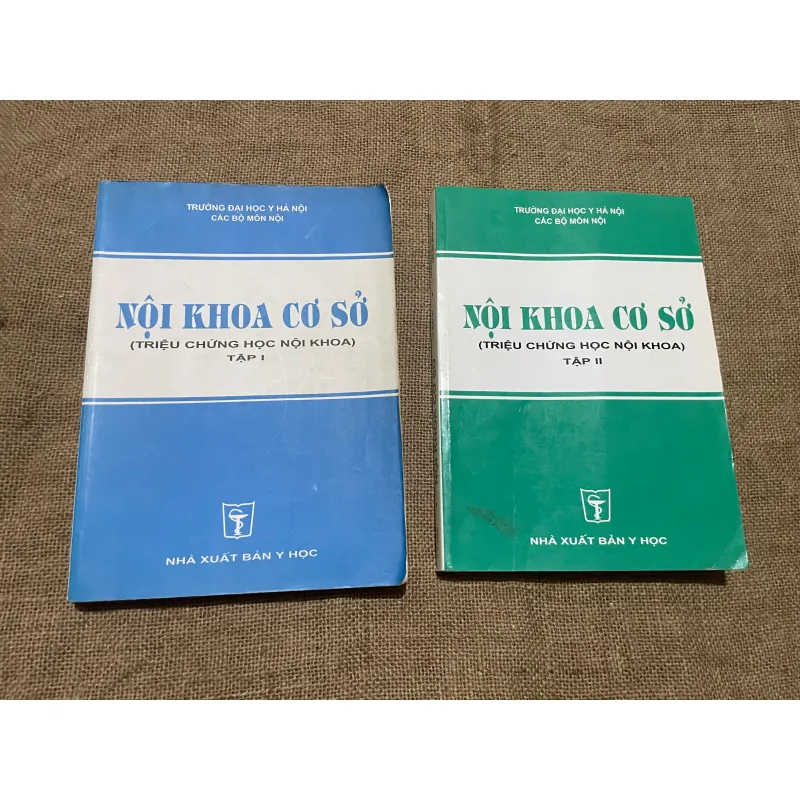 TRƯỜNG ĐẠI HỌC Y HÀ NỘI
CÁC BỘ MÔN NỘI
NỘI KHOA CƠ SỞ
(TRIỆU CHỨNG HỌC NỘI KHOA)
TẬP I
NHÀ XUẤT BẢN Y HỌC
TRƯỜNG ĐẠI HỌC Y HÀ NỘI
CÁC BỘ MÔN NỘI
NỘI KHOA CƠ SỞ
(TRIỆU CHỨNG HỌC NỘI KHOA)
TẬP II
NHÀ XUẤT BẢN Y HỌC